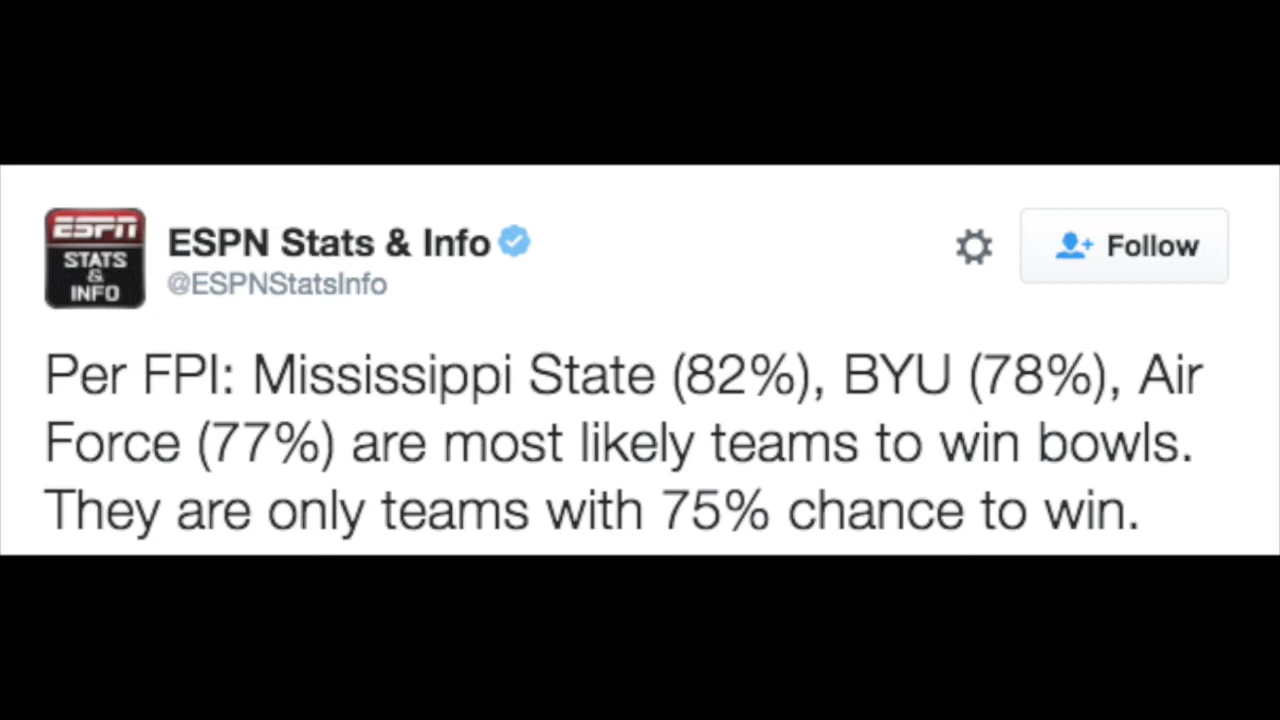 ESPN
STATS
&
INFO
ESPN Stats & Info
@ESPNStatsInfo
Follow
Per FPI: Mississippi State (82%), BYU (78%), Air
Force (77%) are most likely teams to win bowls.
They are only teams with 75% chance to win.